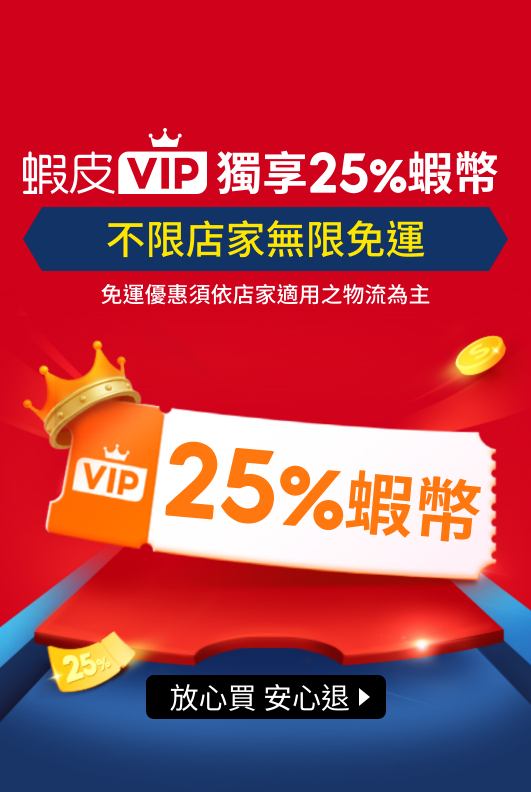 蝦皮VIP 獨享25%蝦幣
不限店家無限免運
免運優惠須依店家適用之物流為主
S
VIP
25%蝦幣
25%
放心買 安心退